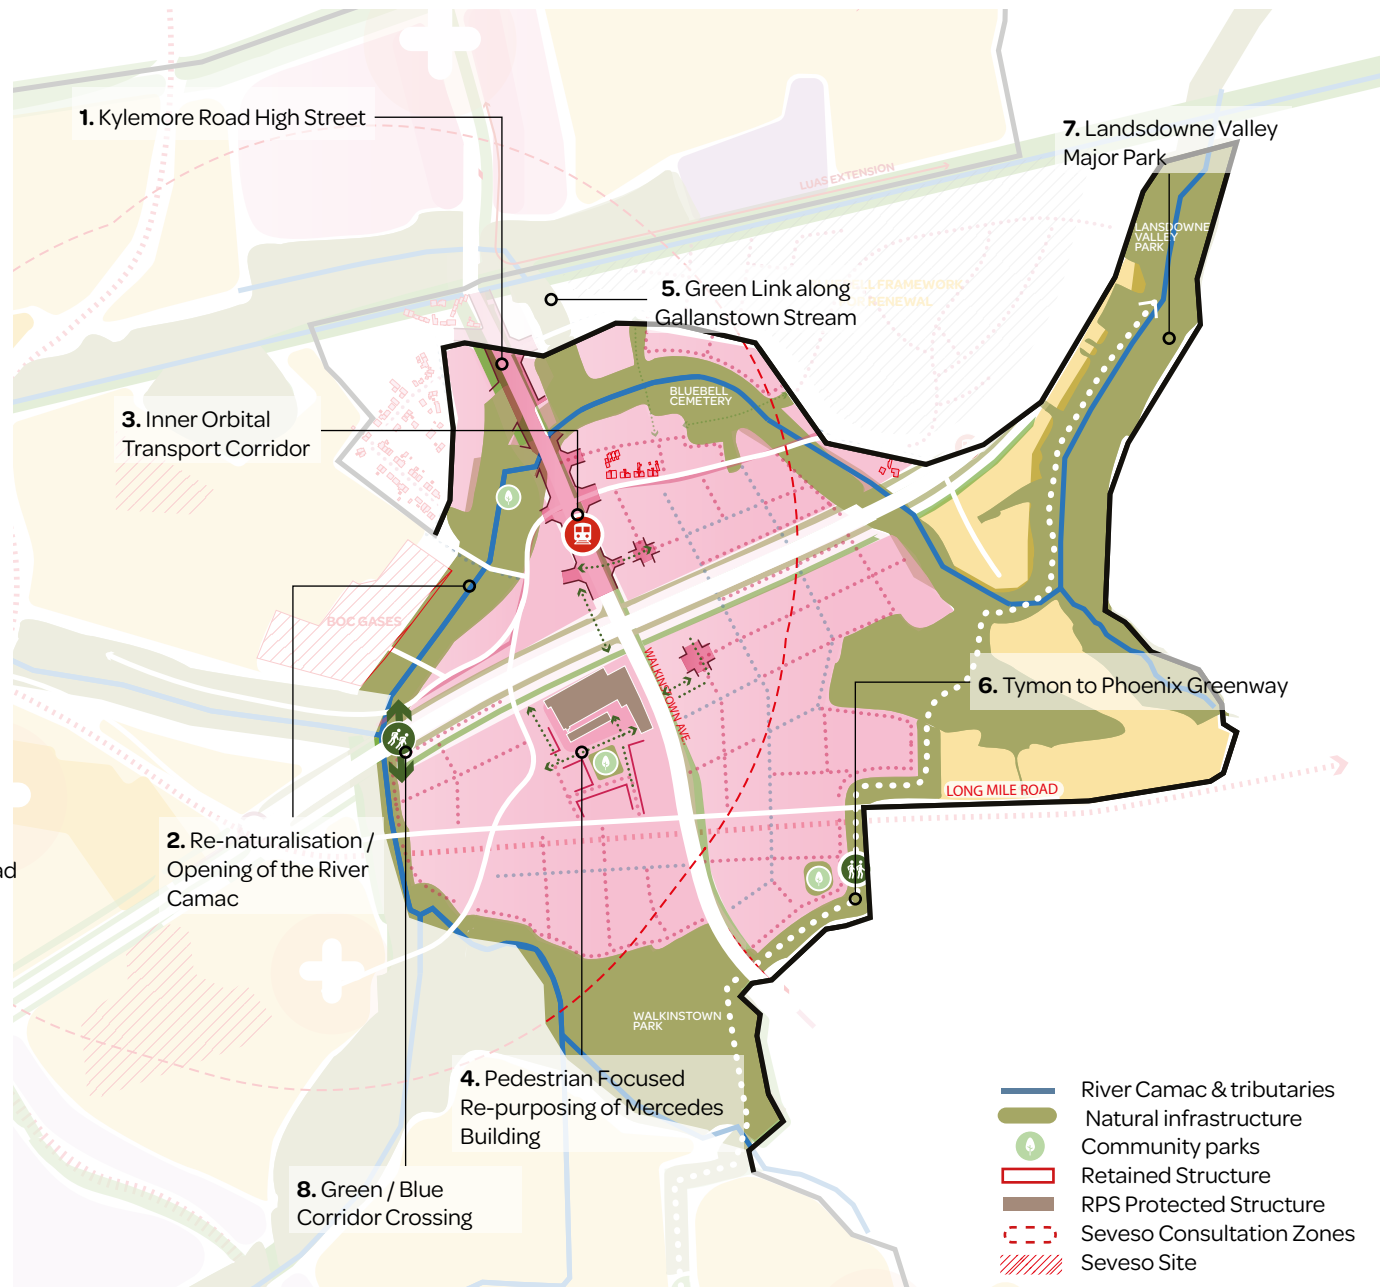 1. Kylemore Road High Street
7. Landsdowne Valley
Major Park
LUAS EXTENSION
LANSDOWNE
VALLEY
PARK
5. Green Link along
Gallanstown Stream
FRAMEWORK
RENEWAL
BLUEBELL
CEMETERY
3. Inner Orbital
Transport Corridor
BOC GASES
WALKINSTOWN AVE
6. Tymon to Phoenix Greenway
LONG MILE ROAD
2. Re-naturalisation /
Opening of the River
Camac
ad
WALKINSTOWN
PARK
4. Pedestrian Focused
Re-purposing of Mercedes
Building
8. Green / Blue
Corridor Crossing
River Camac & tributaries
Natural infrastructure
Community parks
Retained Structure
RPS Protected Structure
Seveso Consultation Zones
Seveso Site